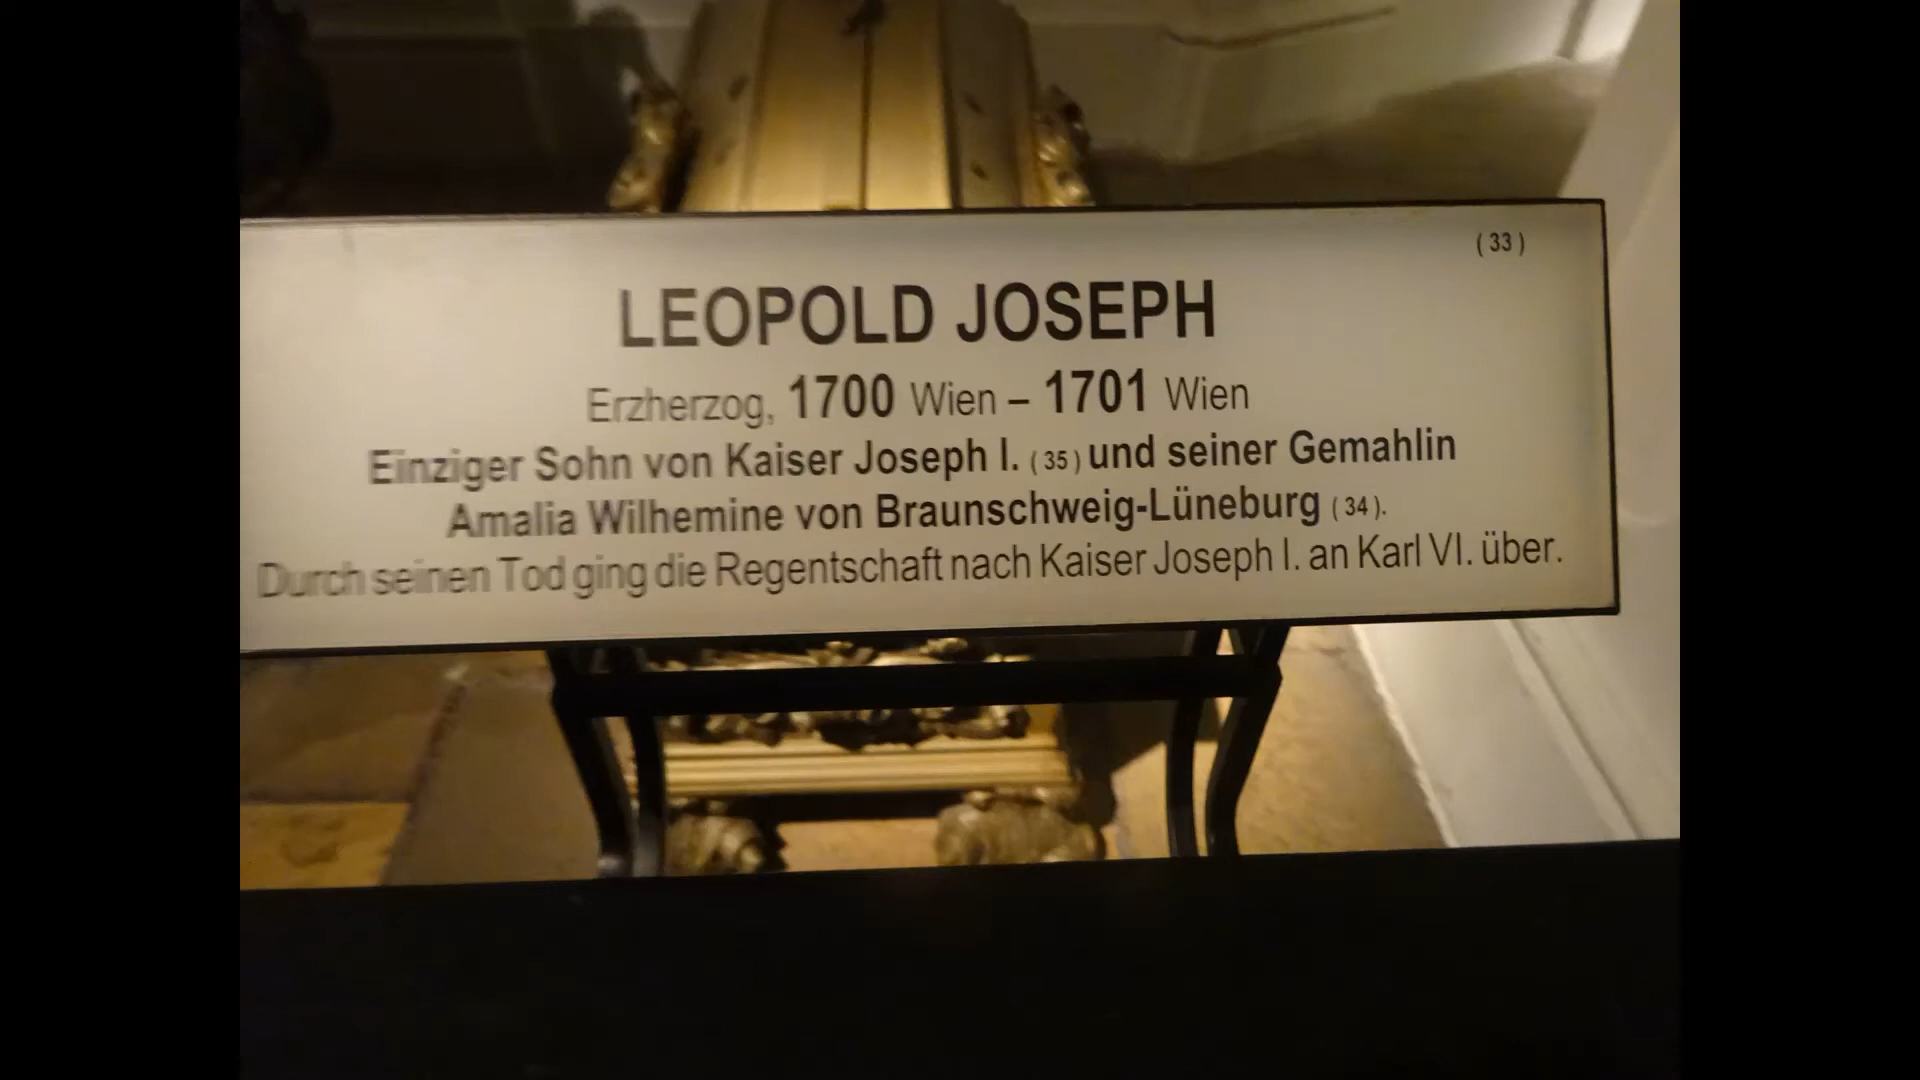 ( 33 )
LEOPOLD JOSEPH
Erzherzog, 1700 Wien – 1701 Wien
Einziger Sohn von Kaiser Joseph I. ( 35 ) und seiner Gemahlin
Amalia Wilhemine von Braunschweig-Lüneburg ( 34 ).
Durch seinen Tod ging die Regentschaft nach Kaiser Joseph I. an Karl VI. über.